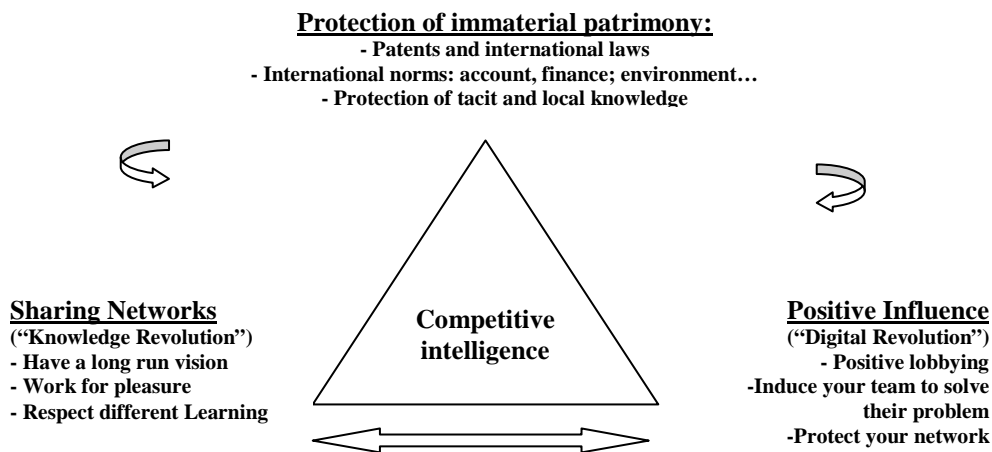 Protection of immaterial patrimony:
- Patents and international laws
- International norms: account, finance; environment…
- Protection of tacit and local knowledge
Sharing Networks
(“Knowledge Revolution”)
- Have a long run vision
- Work for pleasure
- Respect different Learning
Competitive
intelligence
Positive Influence
(“Digital Revolution”)
- Positive lobbying
-Induce your team to solve
their problem
-Protect your network